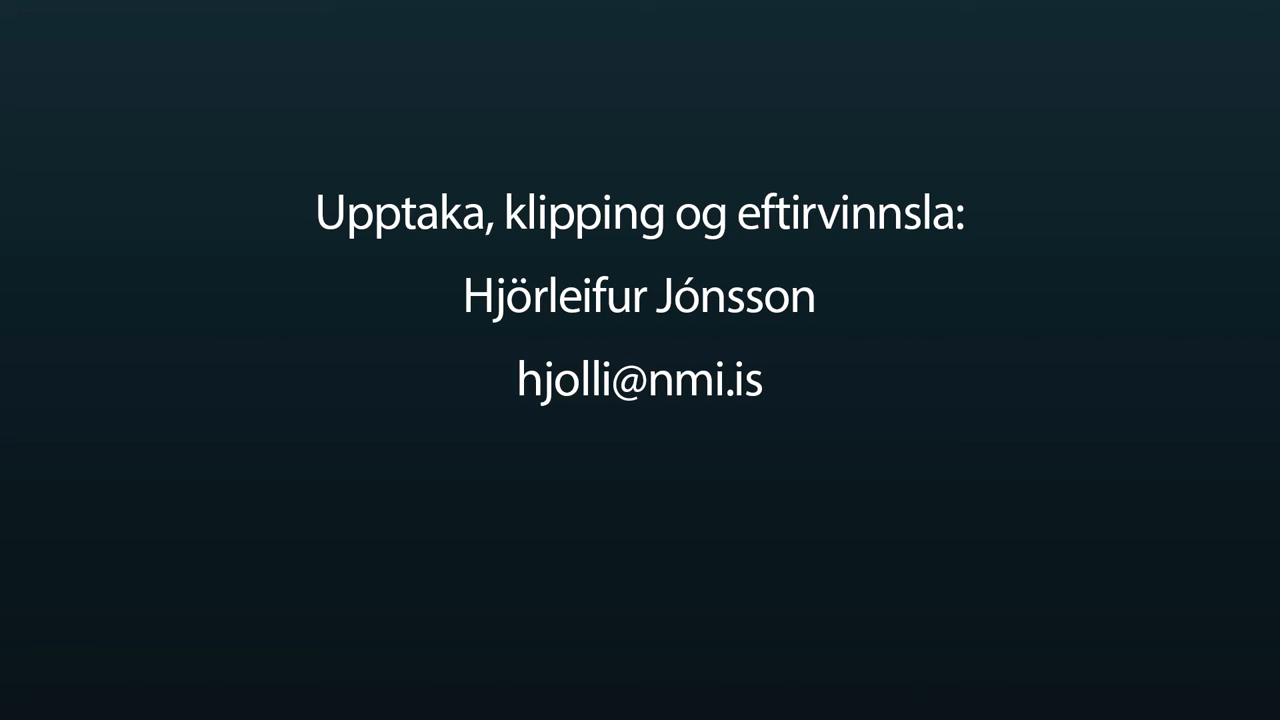 Upptaka, klipping og eftirvinnsla:
Hjörleifur Jónsson
hjolli@nmi.is